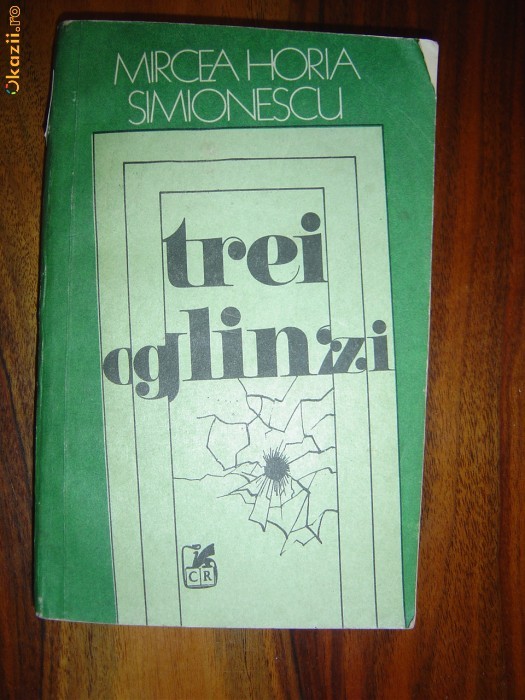 Okazii.ro
MIRCEA HORIA
SIMIONESCU
trei
oglinzi
CR